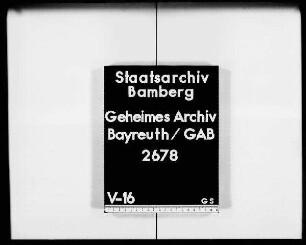 Staatsarchiv
Bamberg
Geheimes Archiv
Bayreuth / GAB
2678
V-16 G S